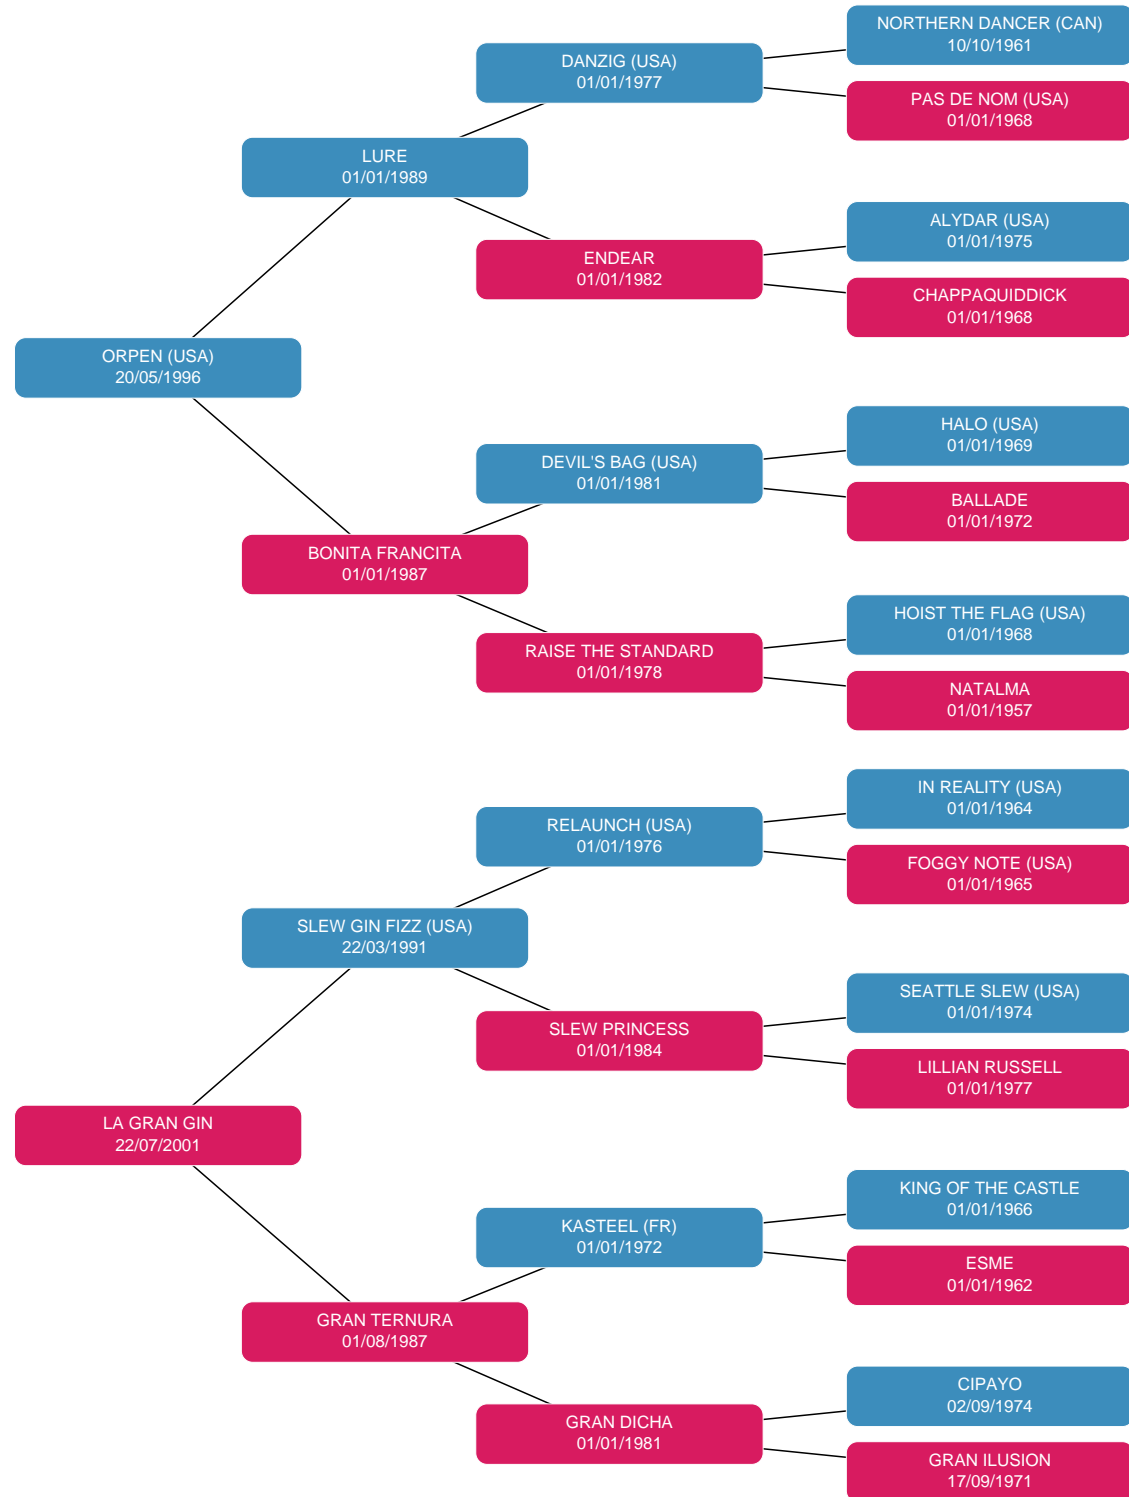 NORTHERN DANCER (CAN)
10/10/1961
DANZIG (USA)
01/01/1977
PAS DE NOM (USA)
01/01/1968
LURE
01/01/1989
ALYDAR (USA)
01/01/1975
ENDEAR
01/01/1982
CHAPPAQUIDDICK
01/01/1968
ORPEN (USA)
20/05/1996
HALO (USA)
01/01/1969
DEVIL'S BAG (USA)
01/01/1981
BALLADE
01/01/1972
BONITA FRANCITA
01/01/1987
HOIST THE FLAG (USA)
01/01/1968
RAISE THE STANDARD
01/01/1978
NATALMA
01/01/1957
IN REALITY (USA)
01/01/1964
RELAUNCH (USA)
01/01/1976
FOGGY NOTE (USA)
01/01/1965
SLEW GIN FIZZ (USA)
22/03/1991
SEATTLE SLEW (USA)
01/01/1974
SLEW PRINCESS
01/01/1984
LILLIAN RUSSELL
01/01/1977
LA GRAN GIN
22/07/2001
KING OF THE CASTLE
01/01/1966
KASTEEL (FR)
01/01/1972
ESME
01/01/1962
GRAN TERNURA
01/08/1987
CIPAYO
02/09/1974
GRAN DICHA
01/01/1981
GRAN ILUSION
17/09/1971